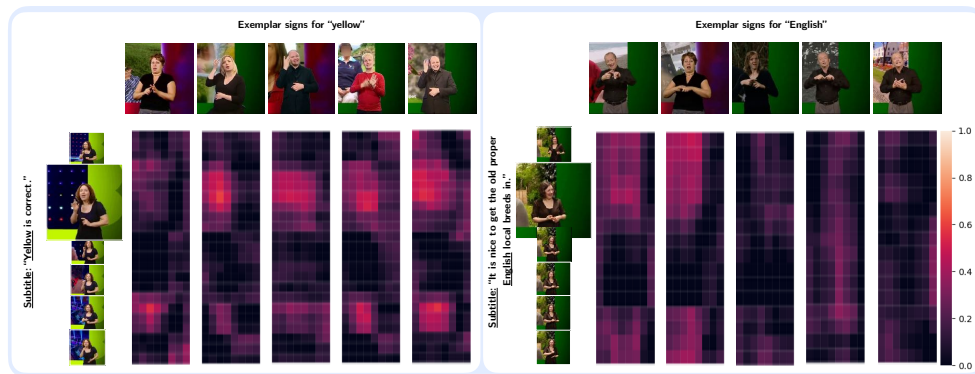 Exemplar signs for "yellow"
Subtitle: "Yellow is correct."
Exemplar signs for "English"
Subtitle: "It is nice to get the old proper
English local breeds in."
1.0
0.8
0.6
0.4
0.2
0.0